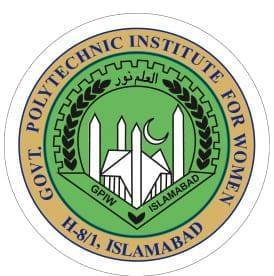 GOVT. POLYTECHNIC INSTITUTE FOR WOMEN
العلم نور
GPIW ISLAMABAD
H-8/1, ISLAMABAD